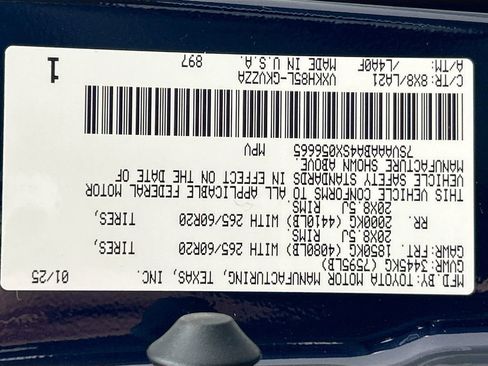 MFD. BY: TOYOTA MOTOR MANUFACTURING, TEXAS, INC. 01/25
GVWR: 3445KG (7595LB)
GAWR: FRT. 1850KG (4080LB) WITH 265/60R20 TIRES,
20X8.5J RIMS
RR. 2000KG (4410LB) WITH 265/60R20 TIRES,
20X8.5J RIMS
THIS VEHICLE CONFORMS TO ALL APPLICABLE FEDERAL MOTOR
VEHICLE SAFETY STANDARDS IN EFFECT ON THE DATE OF
MANUFACTURE SHOWN ABOVE.
7SVAAABA4SX056665 MPV
C/TR: 8X8/LA21 VXKH85L-GKVZZA 1
A/TM: /L4A0F MADE IN U.S.A. 897